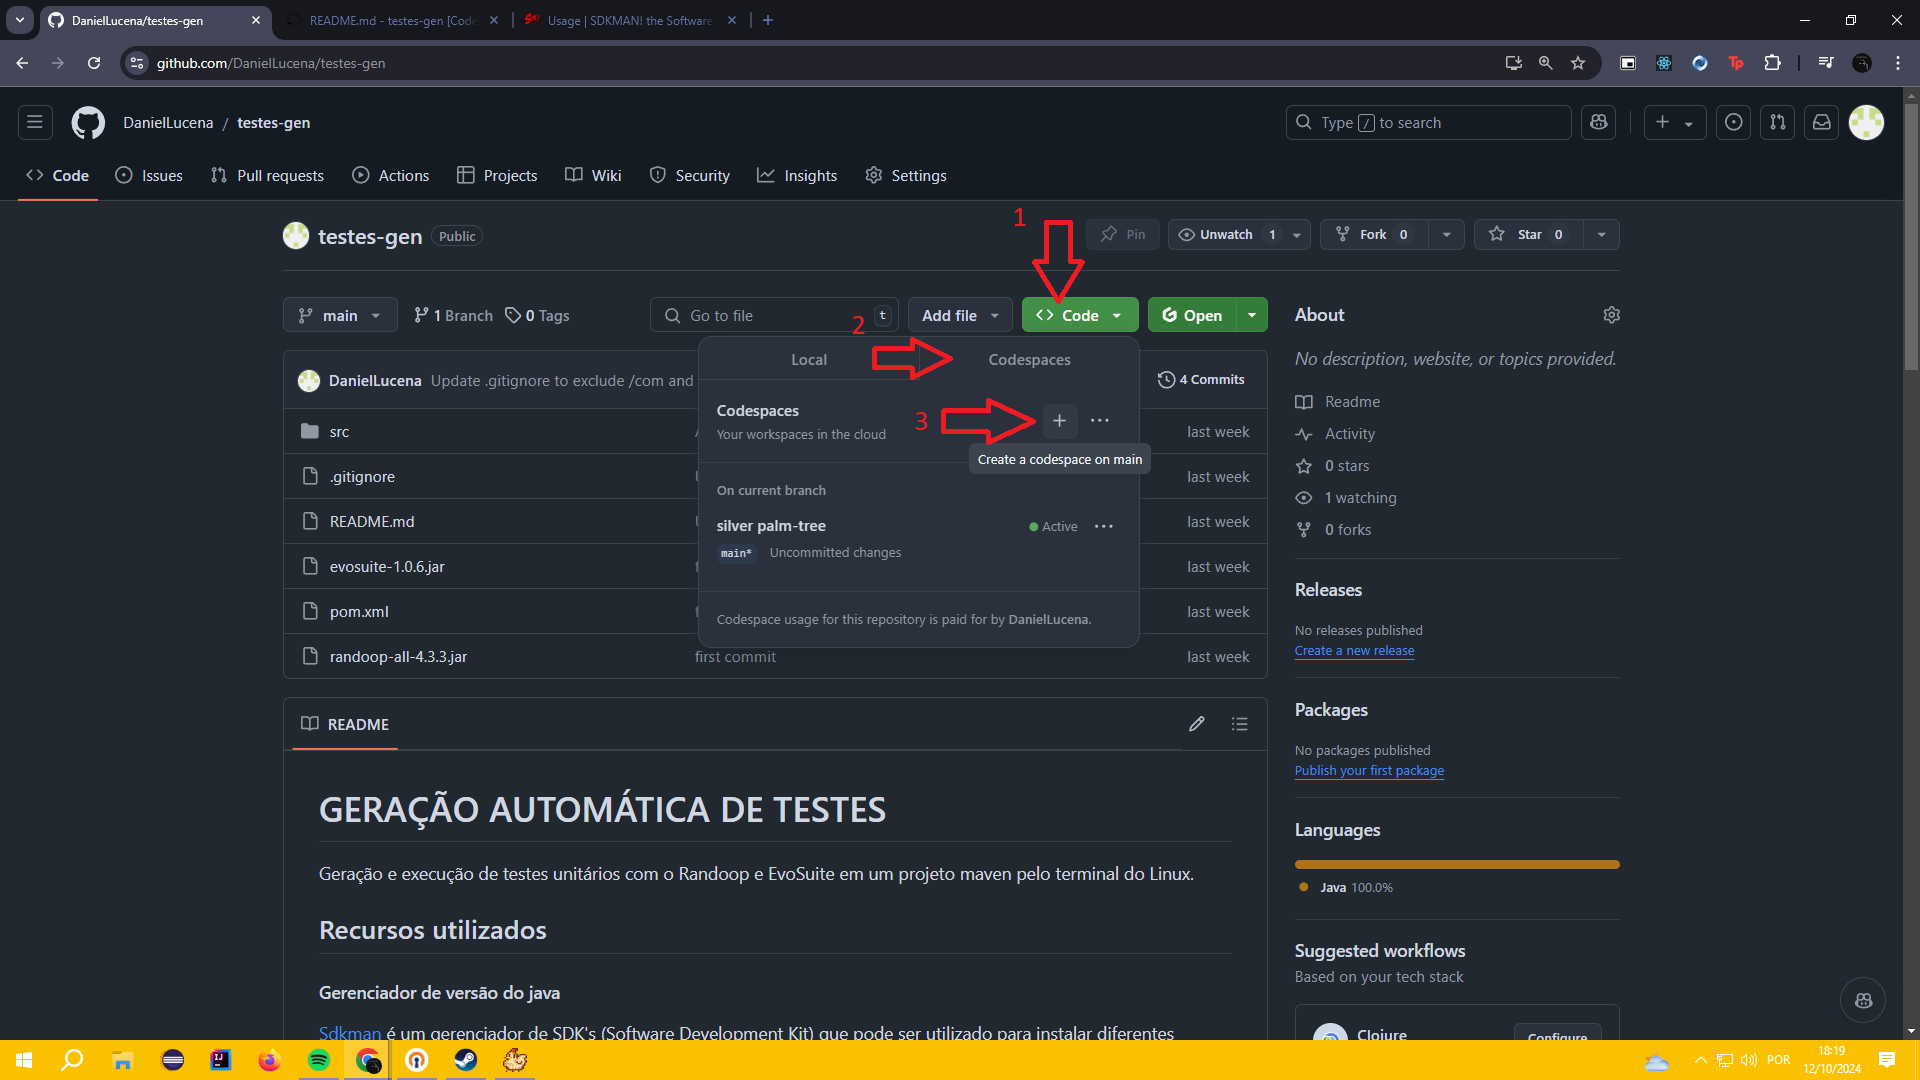 DanielLucena/testes-gen
README.md - testes-gen [Code
Usage | SDKMAN! the Software
github.com/DanielLucena/testes-gen
Tp
DanielLucena / testes-gen
Type / to search
Code
Issues
Pull requests
Actions
Projects
Wiki
Security
Insights
Settings
1
testes-gen Public
Pin
Unwatch 1
Fork 0
Star 0
main
1 Branch
0 Tags
Go to file t
Add file
Code
Open
2
Local
Codespaces
DanielLucena Update .gitignore to exclude /com and
4 Commits
Codespaces
Your workspaces in the cloud
3
Create a codespace on main
On current branch
silver palm-tree
Active
main* Uncommitted changes
Codespace usage for this repository is paid for by DanielLucena.
src
last week
.gitignore
last week
README.md
last week
evosuite-1.0.6.jar
last week
pom.xml
last week
randoop-all-4.3.3.jar
first commit
last week
README
GERAÇÃO AUTOMÁTICA DE TESTES
Geração e execução de testes unitários com o Randoop e EvoSuite em um projeto maven pelo terminal do Linux.
Recursos utilizados
Gerenciador de versão do java
Sdkman é um gerenciador de SDK's (Software Development Kit) que pode ser utilizado para instalar diferentes
About
No description, website, or topics provided.
Readme
Activity
0 stars
1 watching
0 forks
Releases
No releases published
Create a new release
Packages
No packages published
Publish your first package
Languages
Java 100.0%
Suggested workflows
Based on your tech stack
Clojure
Configure
POR
18:19
12/10/2024